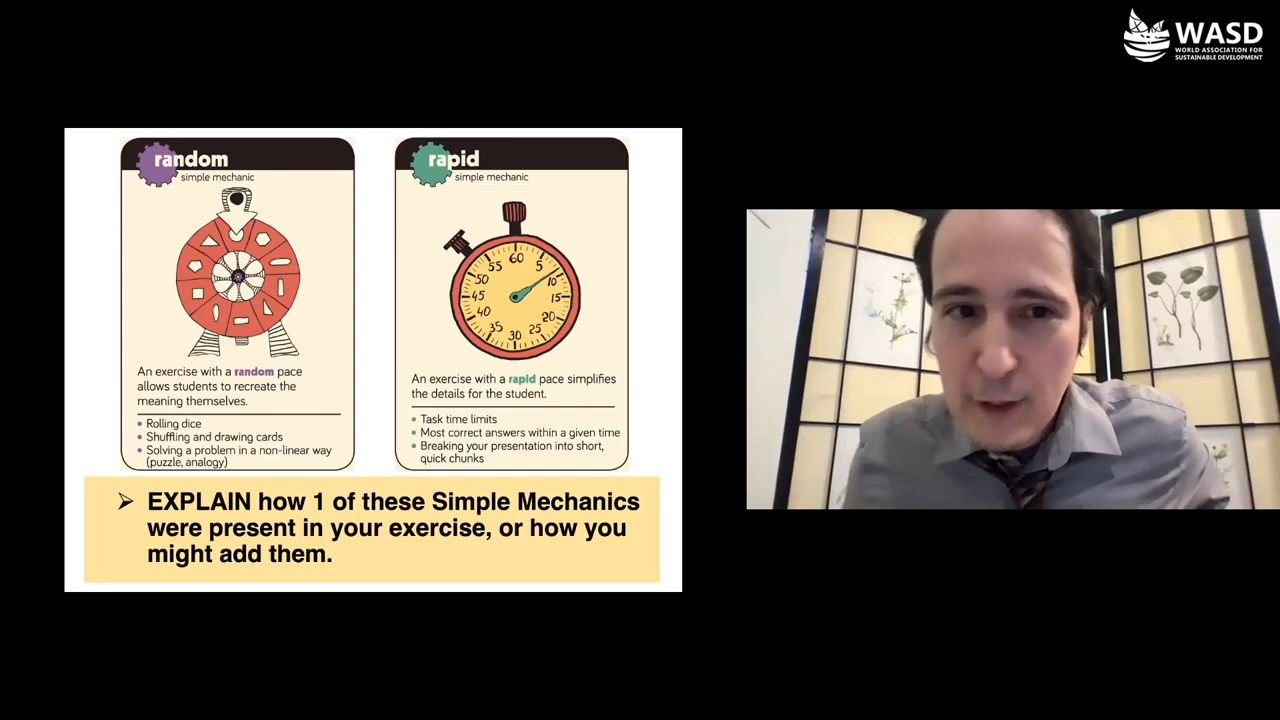 WASD
WORLD ASSOCIATION FOR
SUSTAINABLE DEVELOPMENT
random
simple mechanic
An exercise with a random pace
allows students to recreate the
meaning themselves.
• Rolling dice
• Shuffling and drawing cards
• Solving a problem in a non-linear way
(puzzle, analogy)
rapid
simple mechanic
60
5
10
15
20
25
30
35
40
45
50
55
An exercise with a rapid pace simplifies
the details for the student.
• Task time limits
• Most correct answers within a given time
• Breaking your presentation into short,
quick chunks
➢ EXPLAIN how 1 of these Simple Mechanics
were present in your exercise, or how you
might add them.